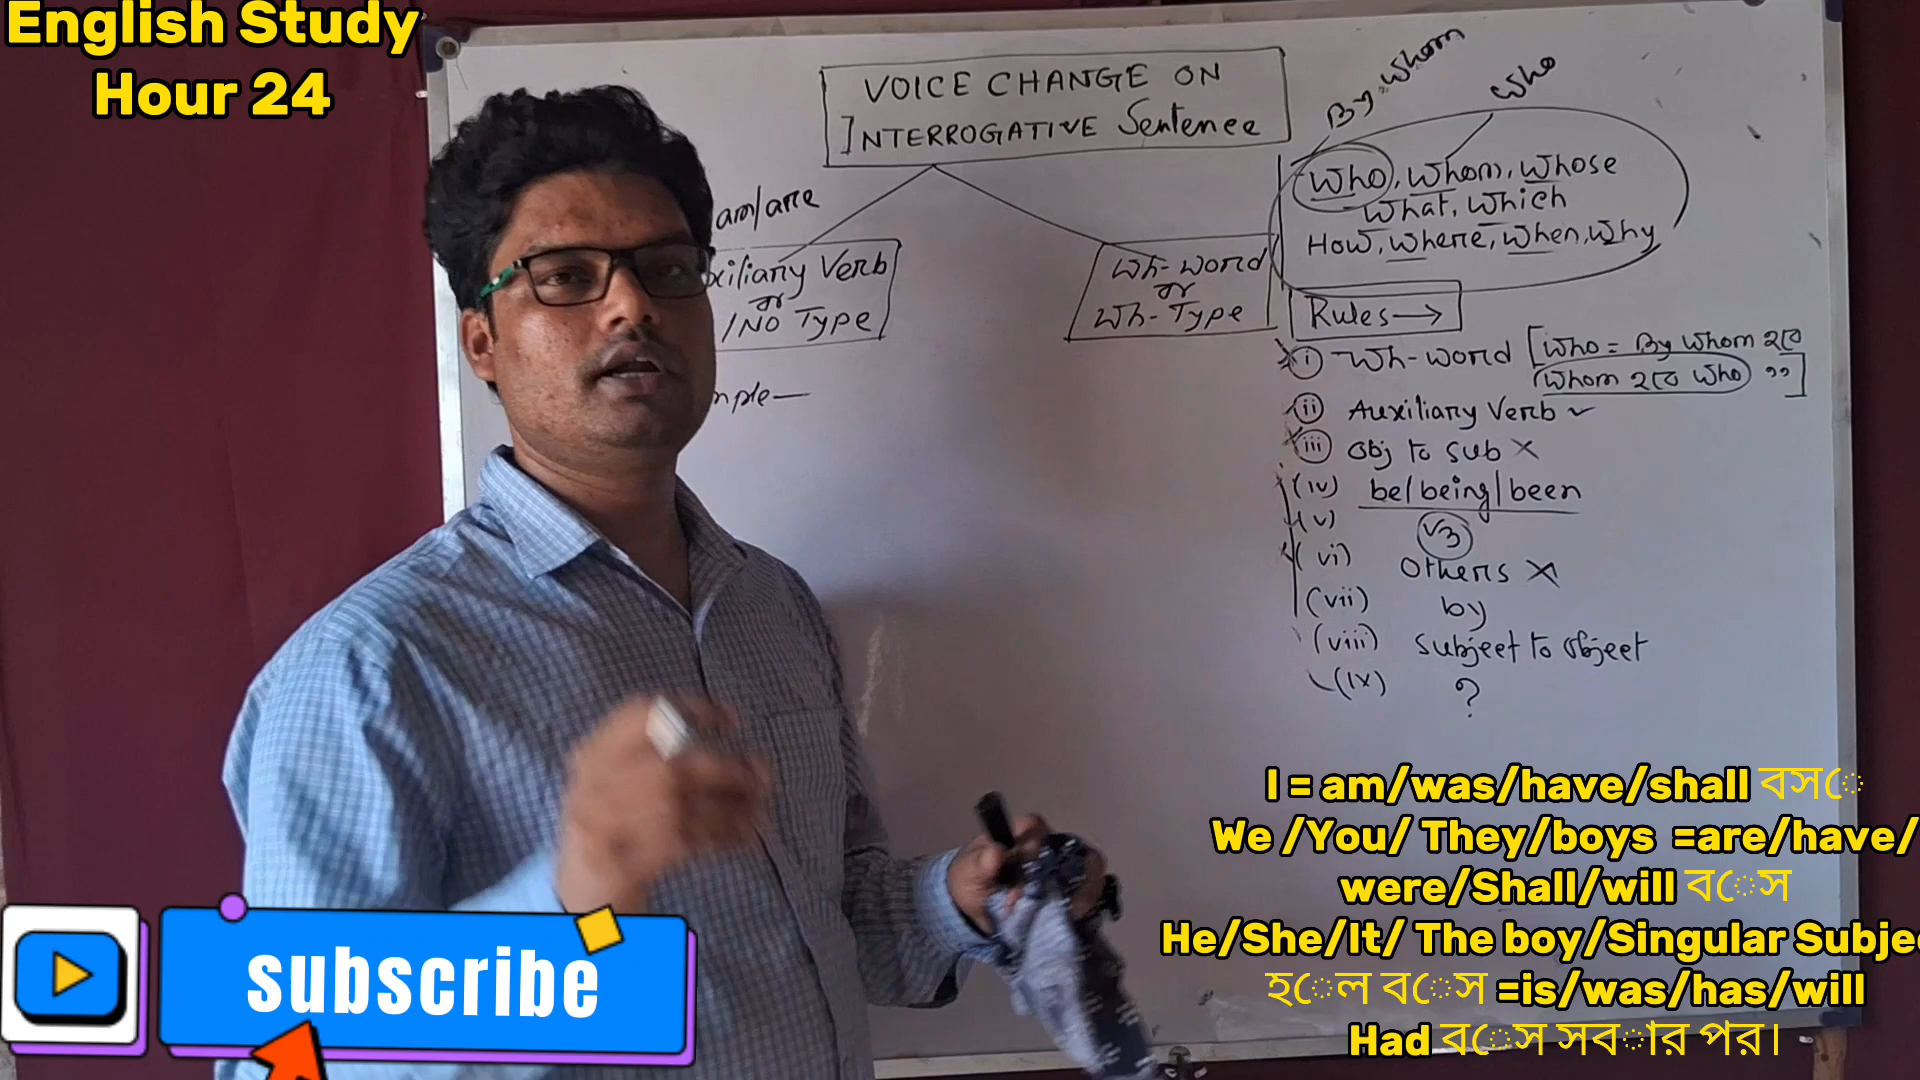 English Study
Hour 24
VOICE CHANGE ON
INTERROGATIVE Sentence
am/are
xiliary Verb
or
/NO Type
mple—
Wh-word
or
Wh-Type
By whom
Who
Who, Whom, Whose
What, Which
How, Where, When, Why
Rules→
(i) Wh-word [Who = By Whom হবে
Whom হবে Who ,,]
(ii) Auxiliary Verb ✓
(iii) Obj to sub ×
(iv) be/being/been
(v) V3
(vi) Others ×
(vii) by
(viii) Subject to Object
(ix) ?
I = am/was/have/shall বসে
We /You/ They/boys =are/have/
were/Shall/will বেস
He/She/It/ The boy/Singular Subje
হেল বেস =is/was/has/will
Had বেস সবার পর।
subscribe